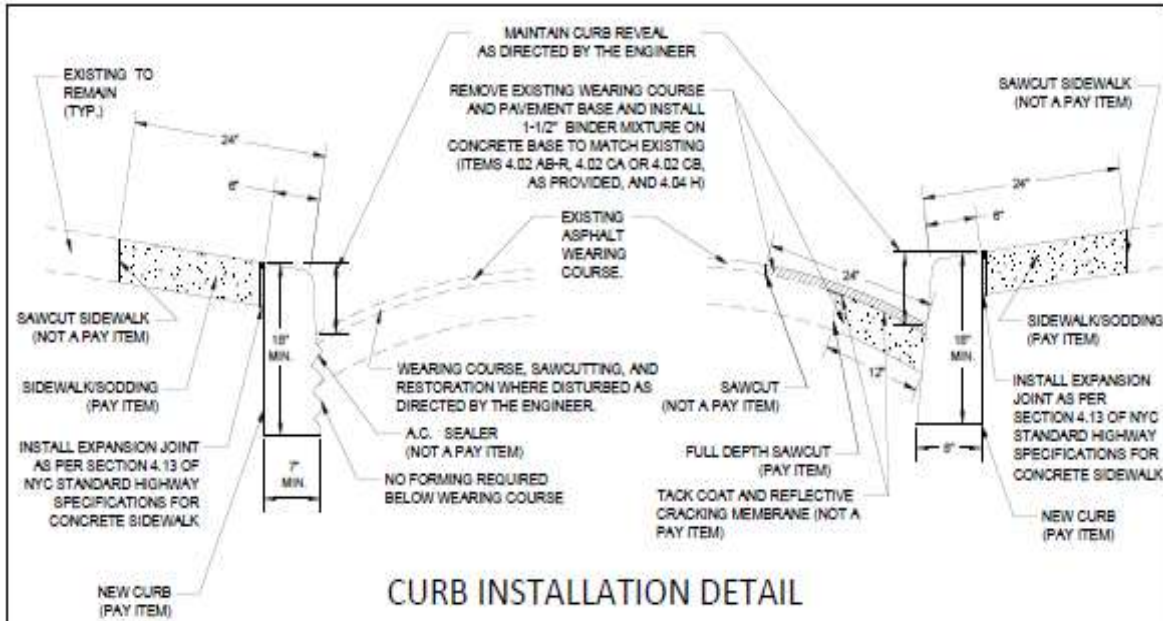 MAINTAIN CURB REVEAL
AS DIRECTED BY THE ENGINEER
EXISTING TO
REMAIN
(TYP.)
24"
6"
REMOVE EXISTING WEARING COURSE
AND PAVEMENT BASE AND INSTALL
1-1/2" BINDER MIXTURE ON
CONCRETE BASE TO MATCH EXISTING
(ITEMS 4.02 AB-R, 4.02 CA OR 4.02 CB,
AS PROVIDED, AND 4.04 H)
SAWCUT SIDEWALK
(NOT A PAY ITEM)
24"
6"
EXISTING
ASPHALT
WEARING
COURSE.
24"
12"
SAWCUT SIDEWALK
(NOT A PAY ITEM)
SIDEWALK/SODDING
(PAY ITEM)
INSTALL EXPANSION JOINT
AS PER SECTION 4.13 OF
NYC STANDARD HIGHWAY
SPECIFICATIONS FOR
CONCRETE SIDEWALK
NEW CURB
(PAY ITEM)
18"
MIN.
7"
MIN.
WEARING COURSE, SAWCUTTING, AND
RESTORATION WHERE DISTURBED AS
DIRECTED BY THE ENGINEER.
A.C. SEALER
(NOT A PAY ITEM)
NO FORMING REQUIRED
BELOW WEARING COURSE
SAWCUT
(NOT A PAY ITEM)
FULL DEPTH SAWCUT
(PAY ITEM)
TACK COAT AND REFLECTIVE
CRACKING MEMBRANE (NOT A
PAY ITEM)
18"
MIN.
8"
SIDEWALK/SODDING
(PAY ITEM)
INSTALL EXPANSION
JOINT AS PER
SECTION 4.13 OF NYC
STANDARD HIGHWAY
SPECIFICATIONS FOR
CONCRETE SIDEWALK
NEW CURB
(PAY ITEM)
CURB INSTALLATION DETAIL